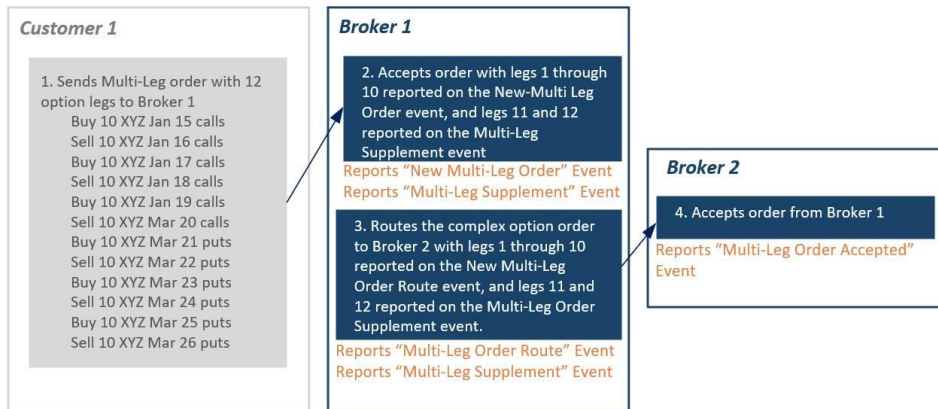 Customer 1
1. Sends Multi-Leg order with 12
option legs to Broker 1
Buy 10 XYZ Jan 15 calls
Sell 10 XYZ Jan 16 calls
Buy 10 XYZ Jan 17 calls
Sell 10 XYZ Jan 18 calls
Buy 10 XYZ Jan 19 calls
Sell 10 XYZ Mar 20 calls
Buy 10 XYZ Mar 21 puts
Sell 10 XYZ Mar 22 puts
Buy 10 XYZ Mar 23 puts
Sell 10 XYZ Mar 24 puts
Buy 10 XYZ Mar 25 puts
Sell 10 XYZ Mar 26 puts
Broker 1
2. Accepts order with legs 1 through
10 reported on the New-Multi Leg
Order event, and legs 11 and 12
reported on the Multi-Leg
Supplement event
Reports “New Multi-Leg Order” Event
Reports “Multi-Leg Supplement” Event
3. Routes the complex option order
to Broker 2 with legs 1 through 10
reported on the New Multi-Leg
Order Route event, and legs 11 and
12 reported on the Multi-Leg Order
Supplement event.
Reports “Multi-Leg Order Route” Event
Reports “Multi-Leg Supplement” Event
Broker 2
4. Accepts order from Broker 1
Reports “Multi-Leg Order Accepted”
Event